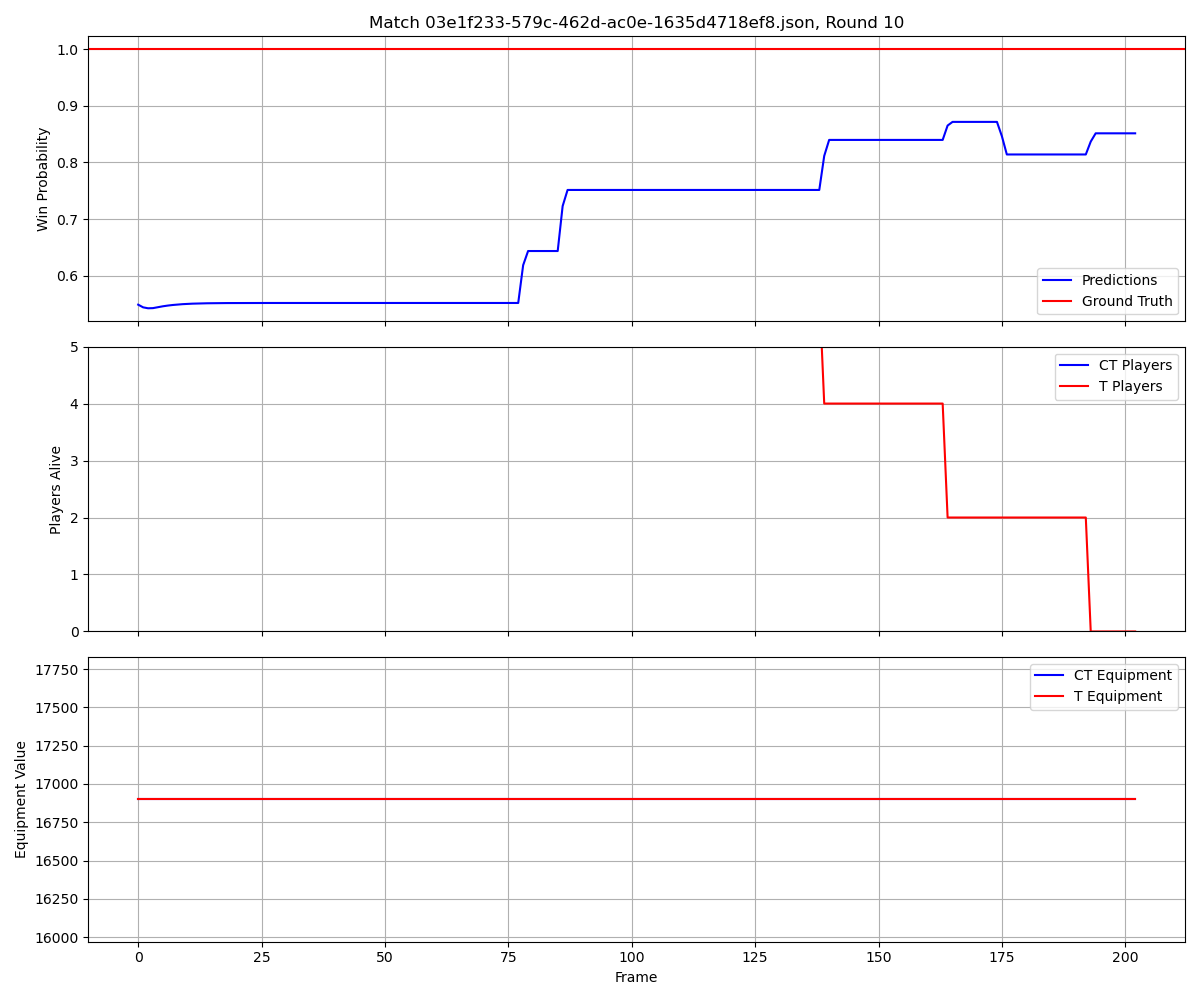 Match 03e1f233-579c-462d-ac0e-1635d4718ef8.json, Round 10
Win Probability
1.0
0.9
0.8
0.7
0.6
Predictions
Ground Truth
Players Alive
5
4
3
2
1
0
CT Players
T Players
Equipment Value
17750
17500
17250
17000
16750
16500
16250
16000
CT Equipment
T Equipment
0 25 50 75 100 125 150 175 200
Frame